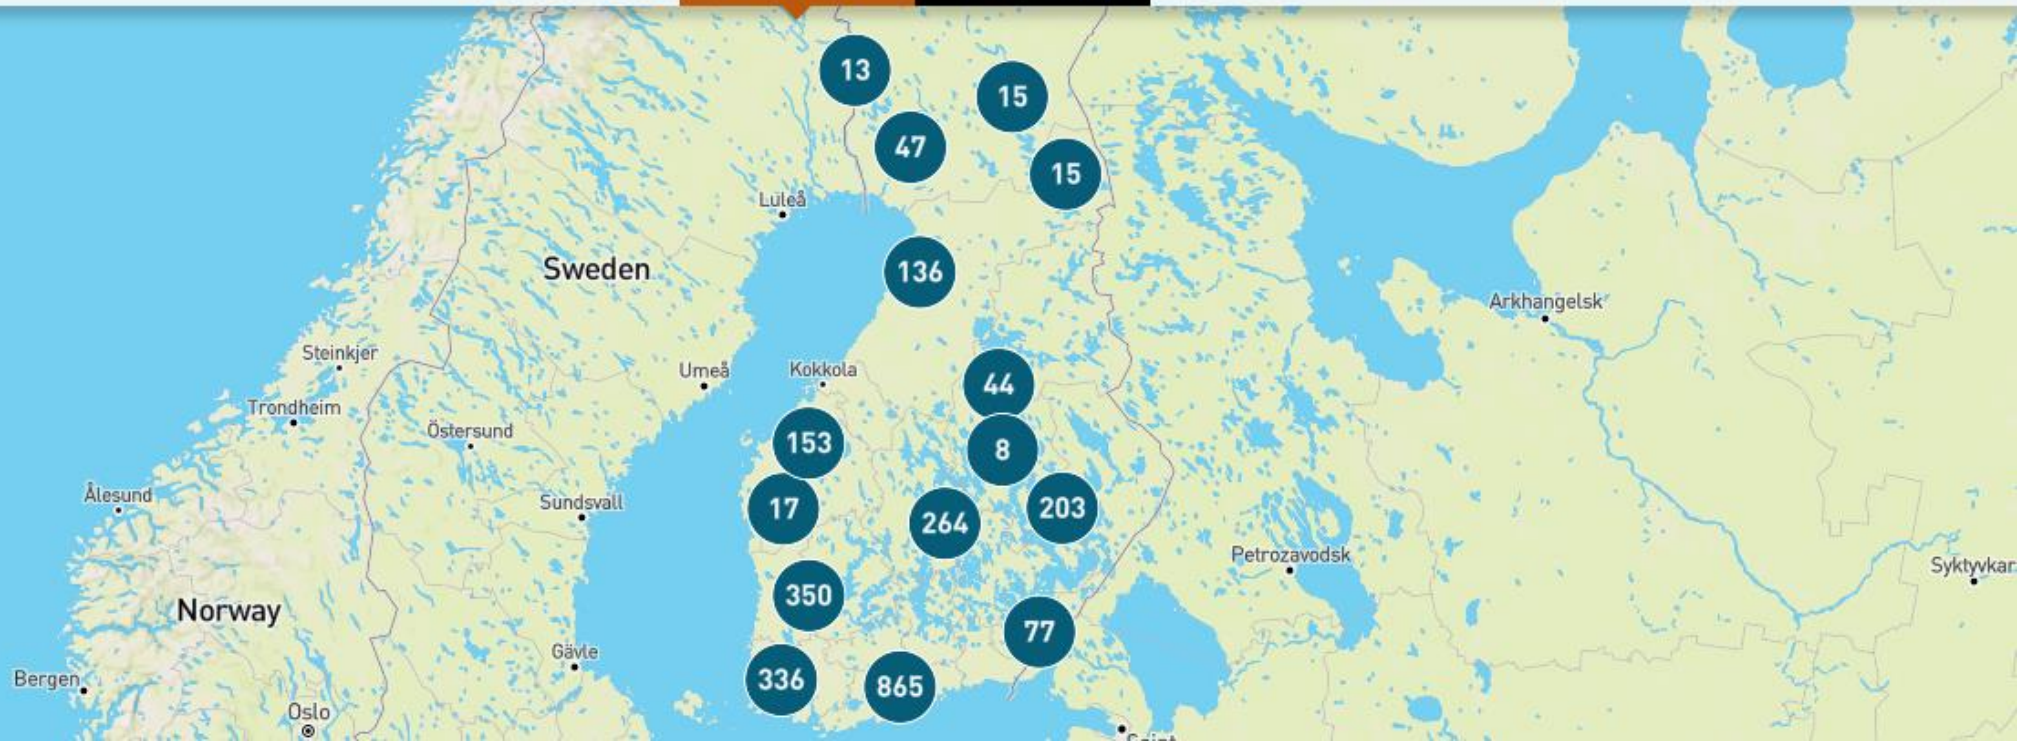 13
15
47
15
Luleå
136
Sweden
Arkhangelsk
Steinkjer
Umeå
Kokkola
44
Trondheim
Östersund
153
8
Ålesund
Sundsvall
17
264
203
Petrozavodsk
Syktyvkar
350
Norway
77
Gävle
Bergen
336
865
Oslo
Saint